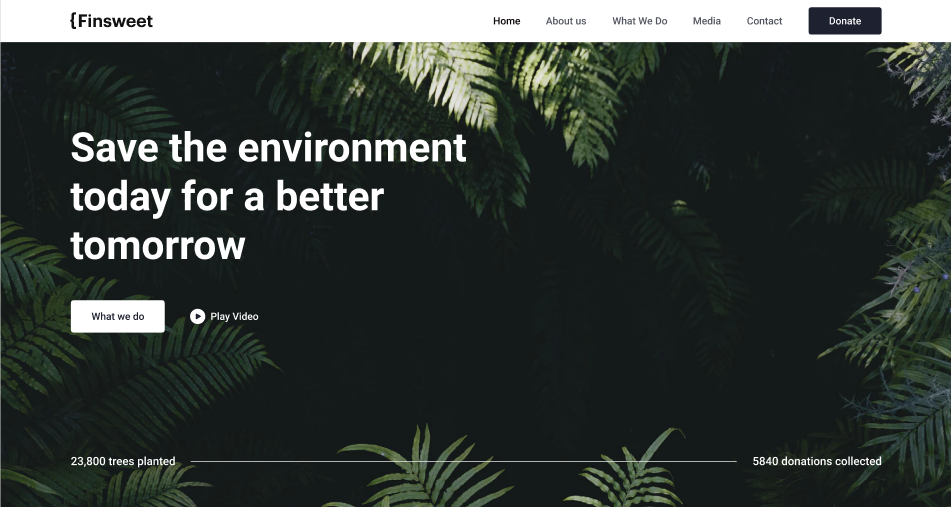 {Finsweet
Home
About us
What We Do
Media
Contact
Donate
Save the environment
today for a better
tomorrow
What we do
Play Video
23,800 trees planted
5840 donations collected